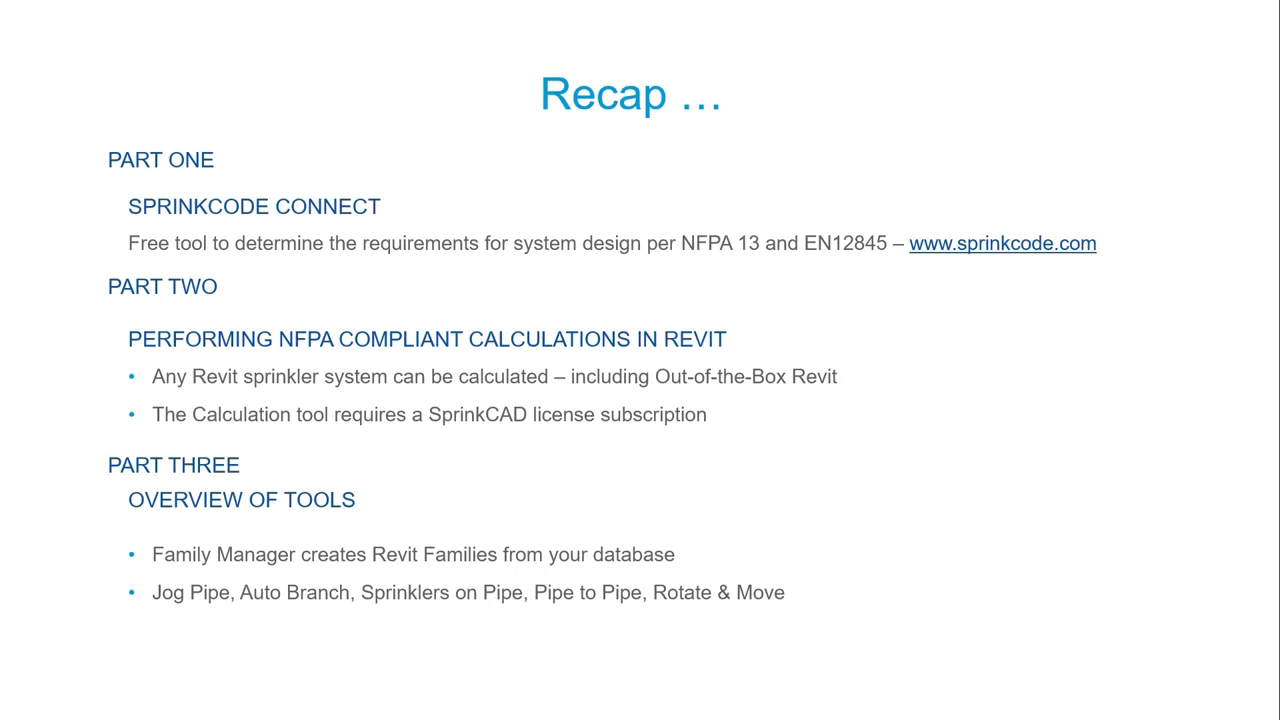 Recap …
PART ONE
SPRINKCODE CONNECT
Free tool to determine the requirements for system design per NFPA 13 and EN12845 – www.sprinkcode.com
PART TWO
PERFORMING NFPA COMPLIANT CALCULATIONS IN REVIT
• Any Revit sprinkler system can be calculated – including Out-of-the-Box Revit
• The Calculation tool requires a SprinkCAD license subscription
PART THREE
OVERVIEW OF TOOLS
• Family Manager creates Revit Families from your database
• Jog Pipe, Auto Branch, Sprinklers on Pipe, Pipe to Pipe, Rotate & Move